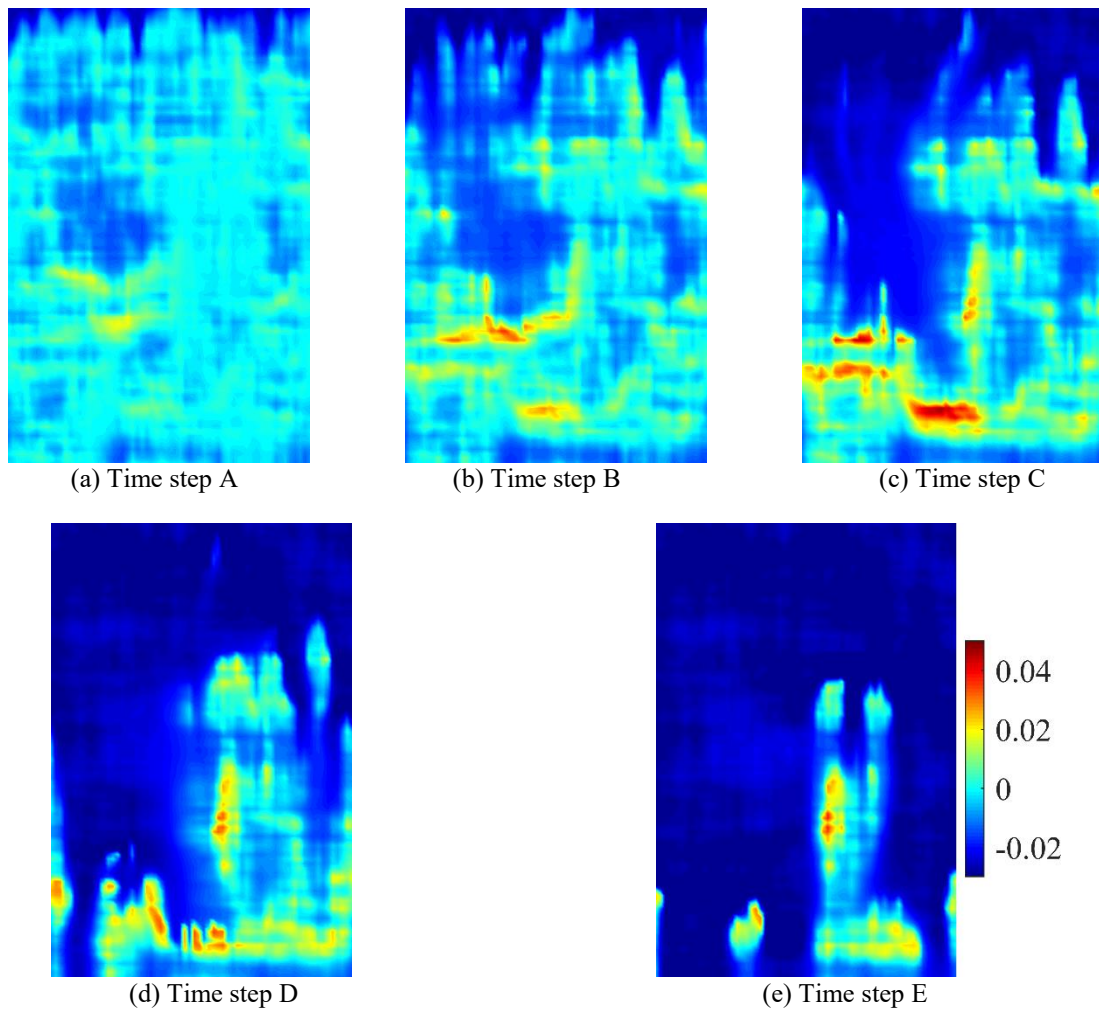 (a) Time step A
(b) Time step B
(c) Time step C
0.04
0.02
0
-0.02
(d) Time step D
(e) Time step E